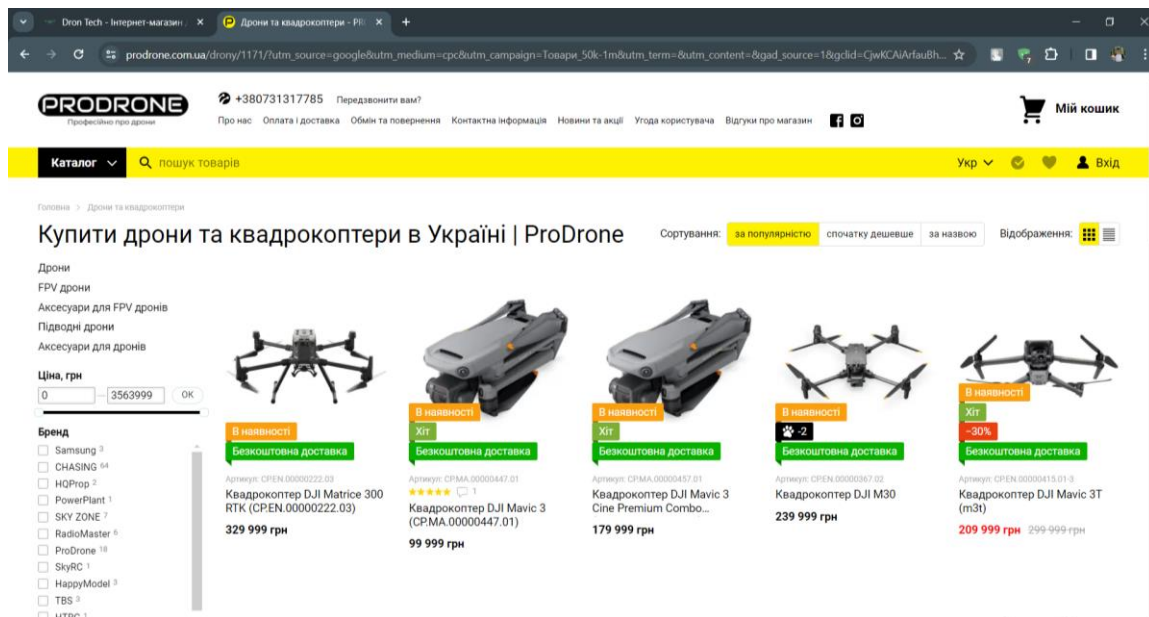 Dron Tech - Інтернет-магазин
Дрони та квадрокоптери - PR
prodrone.com.ua/drony/1171/?utm_source=google&utm_medium=cpc&utm_campaign=Товари_50k-1m&utm_term=&utm_content=&gad_source=1&gclid=CjwKCAiArfauBh...
7
PRODRONE
Професійно про дрони
+380731317785 Передзвонити вам?
Про нас Оплата і доставка Обмін та повернення Контактна інформація Новини та акції Угода користувача Відгуки про магазин
Мій кошик
Каталог пошук товарів Укр Вхід
Головна > Дрони та квадрокоптери
Купити дрони та квадрокоптери в Україні | ProDrone
Сортування: за популярністю спочатку дешевше за назвою Відображення:
Дрони
FPV дрони
Аксесуари для FPV дронів
Підводні дрони
Аксесуари для дронів
Ціна, грн
0 — 3563999 ОК
Бренд
Samsung 3
CHASING 64
HQProp 2
PowerPlant 1
SKY ZONE 7
RadioMaster 6
ProDrone 18
SkyRC 1
HappyModel 3
TBS 3
В наявності
Безкоштовна доставка
Артикул: CP.EN.00000222.03
Квадрокоптер DJI Matrice 300
RTK (CP.EN.00000222.03)
329 999 грн
В наявності
Хіт
Безкоштовна доставка
Артикул: CP.MA.00000447.01
1
Квадрокоптер DJI Mavic 3
(CP.MA.00000447.01)
99 999 грн
В наявності
Хіт
Безкоштовна доставка
Артикул: CP.MA.00000457.01
Квадрокоптер DJI Mavic 3
Cine Premium Combo...
179 999 грн
В наявності
-2
Безкоштовна доставка
Артикул: CP.EN.00000367.02
Квадрокоптер DJI M30
239 999 грн
В наявності
Хіт
−30%
Безкоштовна доставка
Артикул: CP.EN.00000415.01-3
Квадрокоптер DJI Mavic 3T
(m3t)
209 999 грн 299 999 грн